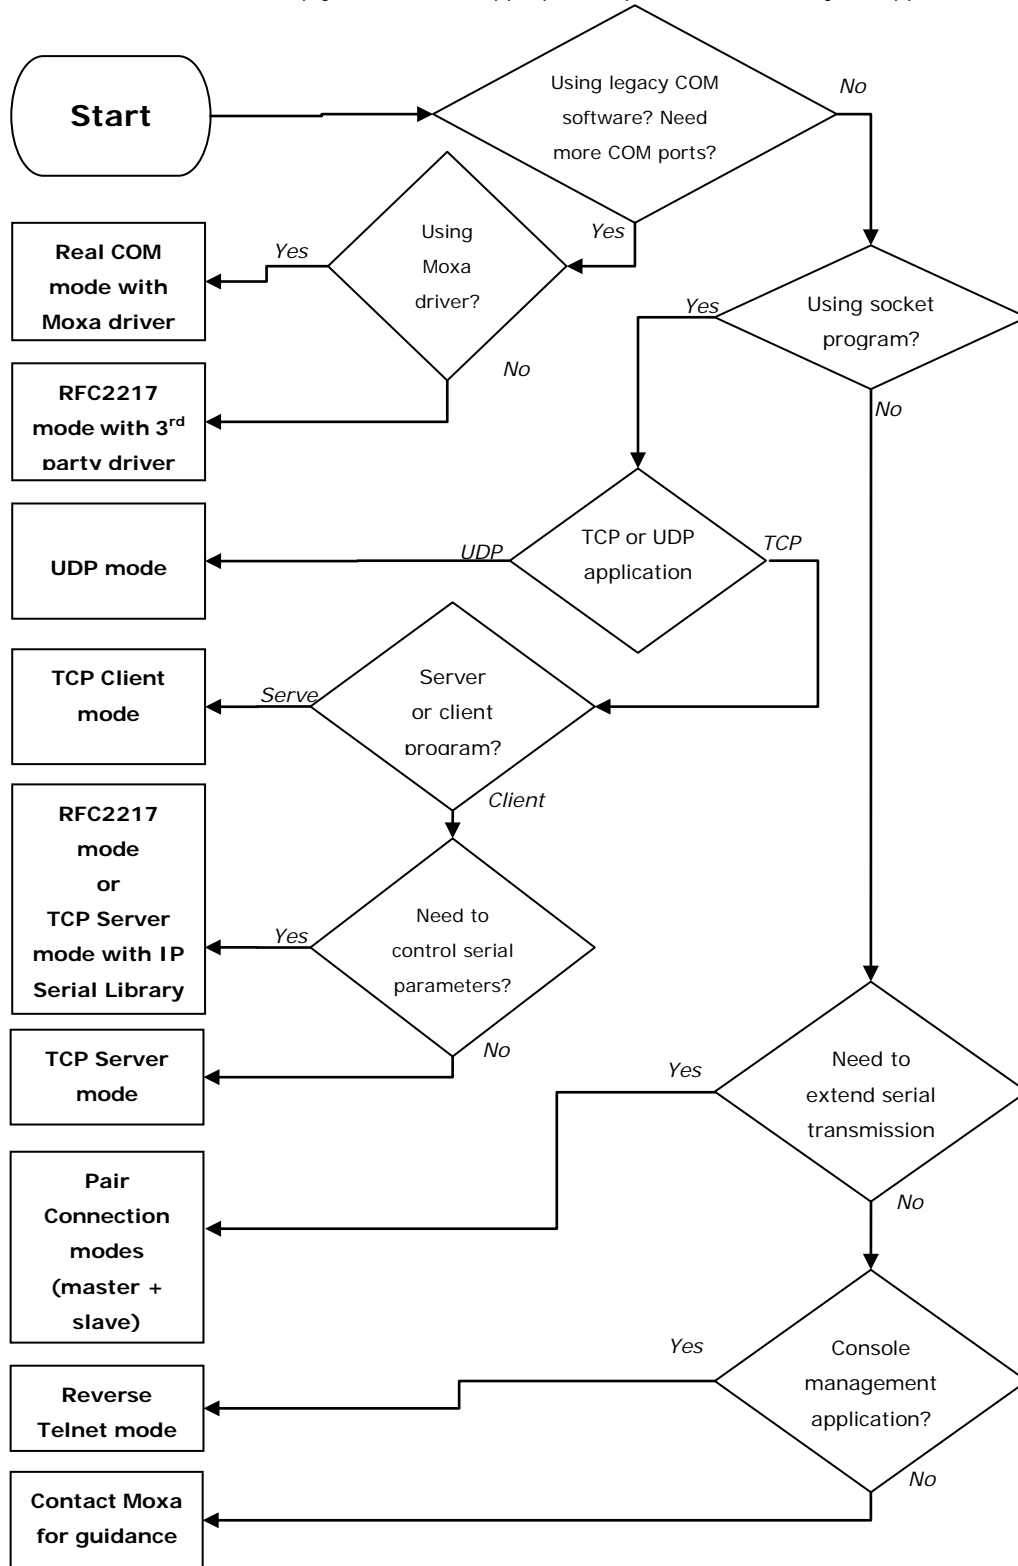 Start
Using legacy COM
software? Need
more COM ports?
No
Yes
Using
Moxa
driver?
Yes
No
Real COM
mode with
Moxa driver
RFC2217
mode with 3rd
party driver
Using socket
program?
Yes
No
TCP or UDP
application
UDP
TCP
UDP mode
Server
or client
program?
Serve
Client
TCP Client
mode
Need to
control serial
parameters?
Yes
No
RFC2217
mode
or
TCP Server
mode with IP
Serial Library
TCP Server
mode
Need to
extend serial
transmission
Yes
No
Pair
Connection
modes
(master +
slave)
Console
management
application?
Yes
No
Reverse
Telnet mode
Contact Moxa
for guidance